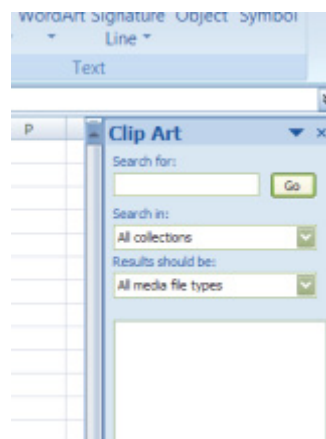 WordArt Signature Object Symbol
Line
Text
P
Clip Art
Search for:
Go
Search in:
All collections
Results should be:
All media file types